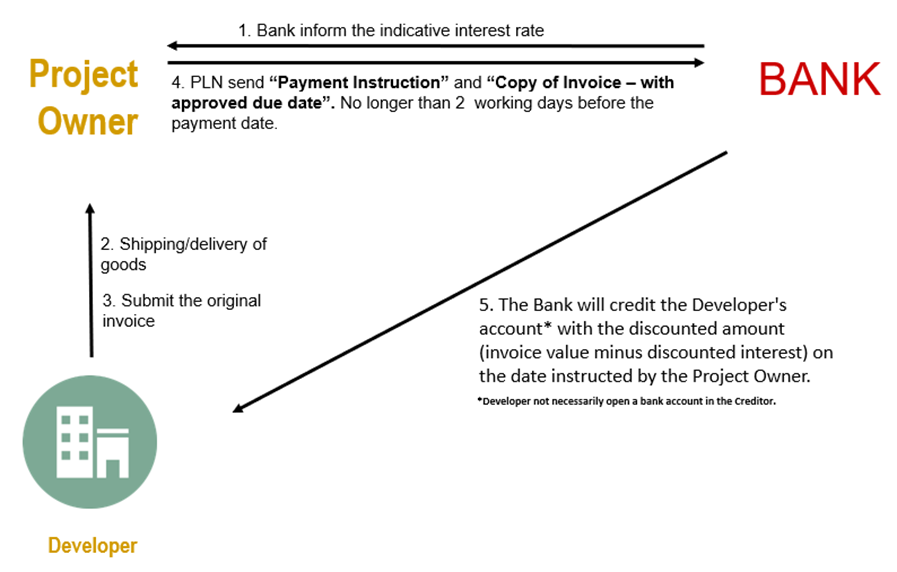 1. Bank inform the indicative interest rate
Project
Owner
BANK
4. PLN send “Payment Instruction” and “Copy of Invoice – with
approved due date”. No longer than 2 working days before the
payment date.
2. Shipping/delivery of
goods
3. Submit the original
invoice
5. The Bank will credit the Developer's
account* with the discounted amount
(invoice value minus discounted interest) on
the date instructed by the Project Owner.
*Developer not necessarily open a bank account in the Creditor.
Developer